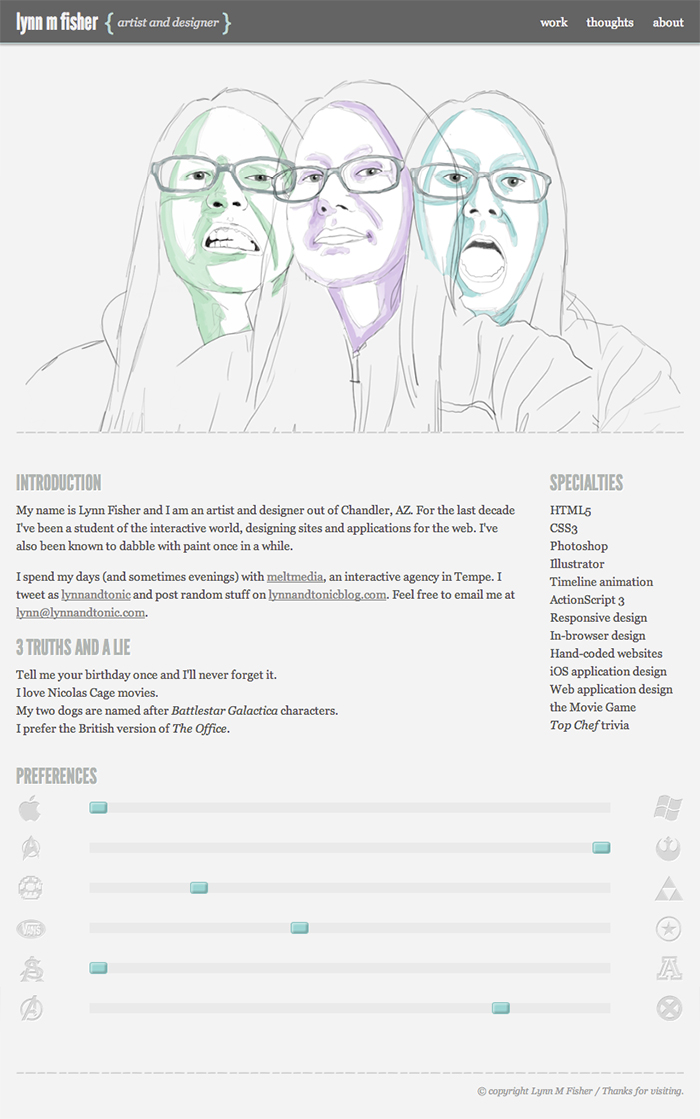 lynn m fisher { artist and designer }
work thoughts about
INTRODUCTION
My name is Lynn Fisher and I am an artist and designer out of Chandler, AZ. For the last decade
I've been a student of the interactive world, designing sites and applications for the web. I've
also been known to dabble with paint once in a while.
I spend my days (and sometimes evenings) with meltmedia, an interactive agency in Tempe. I
tweet as lynnandtonic and post random stuff on lynnandtonicblog.com. Feel free to email me at
lynn@lynnandtonic.com.
3 TRUTHS AND A LIE
Tell me your birthday once and I'll never forget it.
I love Nicolas Cage movies.
My two dogs are named after Battlestar Galactica characters.
I prefer the British version of The Office.
SPECIALTIES
HTML5
CSS3
Photoshop
Illustrator
Timeline animation
ActionScript 3
Responsive design
In-browser design
Hand-coded websites
iOS application design
Web application design
the Movie Game
Top Chef trivia
PREFERENCES
VANS
A
© copyright Lynn M Fisher / Thanks for visiting.